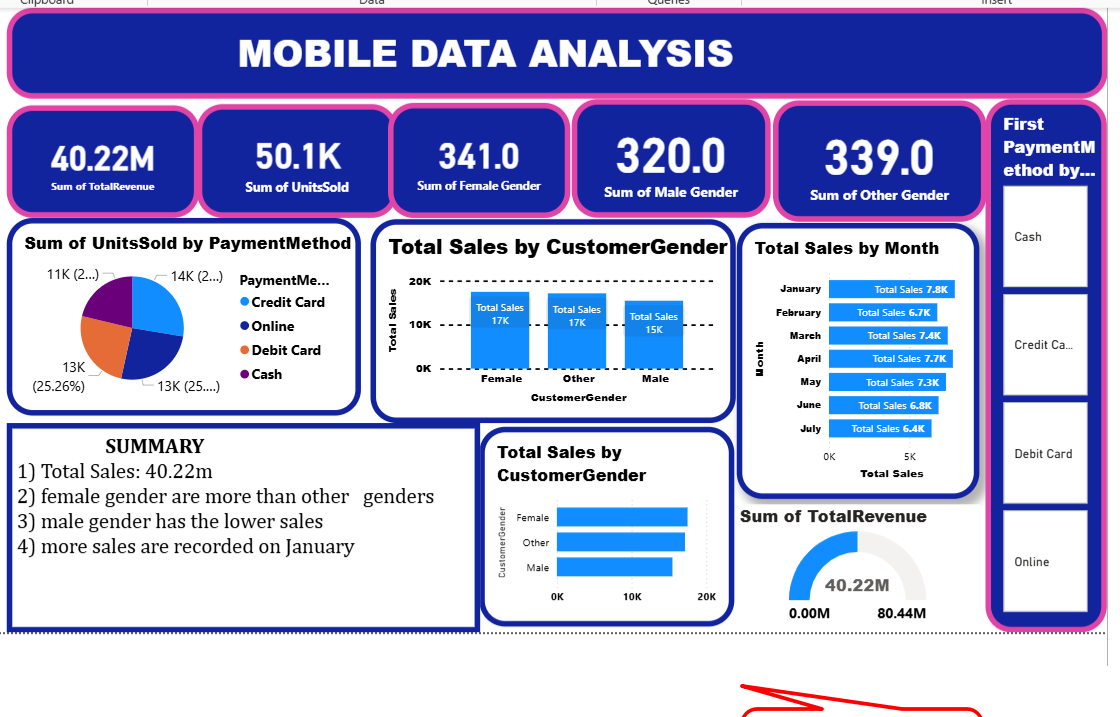 Clipboard
Data
Queries
Insert
MOBILE DATA ANALYSIS
40.22M
Sum of TotalRevenue
50.1K
Sum of UnitsSold
341.0
Sum of Female Gender
320.0
Sum of Male Gender
339.0
Sum of Other Gender
First
PaymentM
ethod by...
Cash
Credit Ca...
Debit Card
Online
Sum of UnitsSold by PaymentMethod
11K (2...)
14K (2...)
13K
(25.26%)
13K (25....)
PaymentMe...
Credit Card
Online
Debit Card
Cash
Total Sales by CustomerGender
Total Sales
20K
10K
0K
Total Sales
17K
Total Sales
17K
Total Sales
15K
Female
Other
Male
CustomerGender
Total Sales by Month
Month
January
Total Sales 7.8K
February
Total Sales 6.7K
March
Total Sales 7.4K
April
Total Sales 7.7K
May
Total Sales 7.3K
June
Total Sales 6.8K
July
Total Sales 6.4K
0K
5K
Total Sales
SUMMARY
1) Total Sales: 40.22m
2) female gender are more than other genders
3) male gender has the lower sales
4) more sales are recorded on January
Total Sales by
CustomerGender
CustomerGender
Female
Other
Male
0K
10K
20K
Sum of TotalRevenue
40.22M
0.00M
80.44M